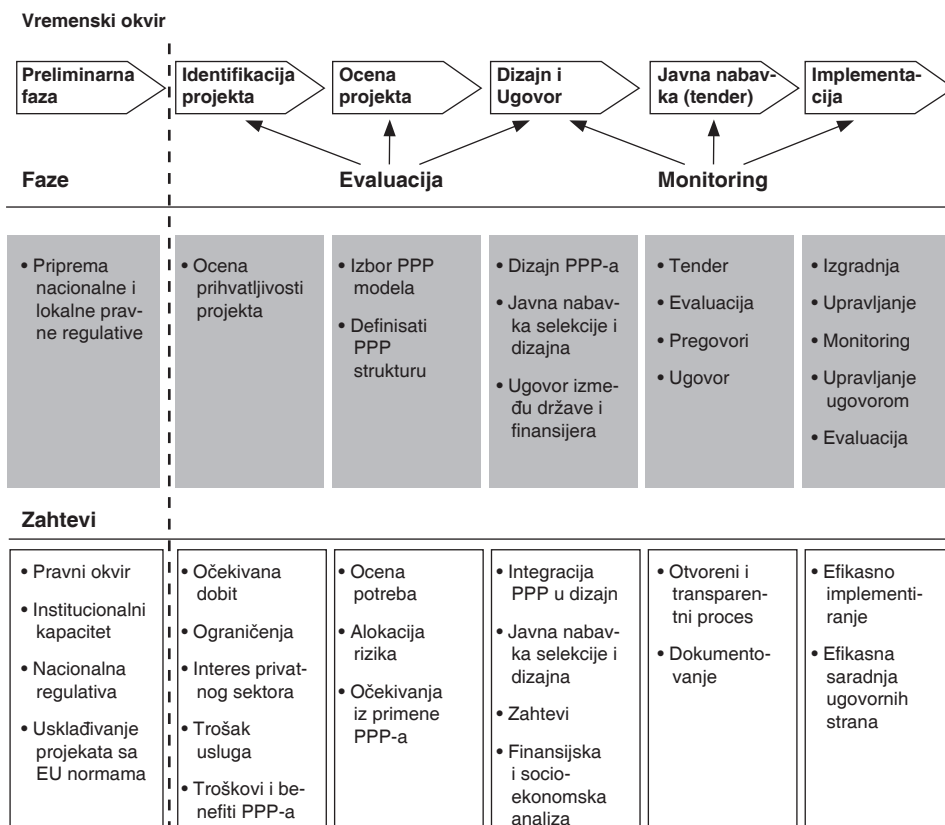 Vremenski okvir
Preliminarna
faza
Identifikacija
projekta
Ocena
projekta
Dizajn i
Ugovor
Javna nabav-
ka (tender)
Implementa-
cija
Faze
Evaluacija
Monitoring
• Priprema
nacionalne i
lokalne prav-
ne regulative
• Ocena
prihvatljivosti
projekta
• Izbor PPP
modela
• Definisati
PPP
strukturu
• Dizajn PPP-a
• Javna nabav-
ka selekcije i
dizajna
• Ugovor izme-
đu države i
finansijera
• Tender
• Evaluacija
• Pregovori
• Ugovor
• Izgradnja
• Upravljanje
• Monitoring
• Upravljanje
ugovorom
• Evaluacija
Zahtevi
• Pravni okvir
• Institucionalni
kapacitet
• Nacionalna
regulativa
• Usklađivanje
projekata sa
EU normama
• Očekivana
dobit
• Ograničenja
• Interes privat-
nog sektora
• Trošak
usluga
• Troškovi i be-
nefiti PPP-a
• Ocena
potreba
• Alokacija
rizika
• Očekivanja
iz primene
PPP-a
• Integracija
PPP u dizajn
• Javna nabav-
ka selekcije i
dizajna
• Zahtevi
• Finansijska
i socio-
ekonomska
analiza
• Otvoreni i
transparen-
tni proces
• Dokumento-
vanje
• Efikasno
implementi-
ranje
• Efikasna
saradnja
ugovornih
strana